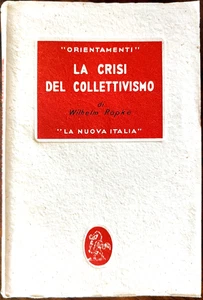 "ORIENTAMENTI"
LA CRISI
DEL COLLETTIVISMO
di
Wilhelm Röpke
"LA NUOVA ITALIA"